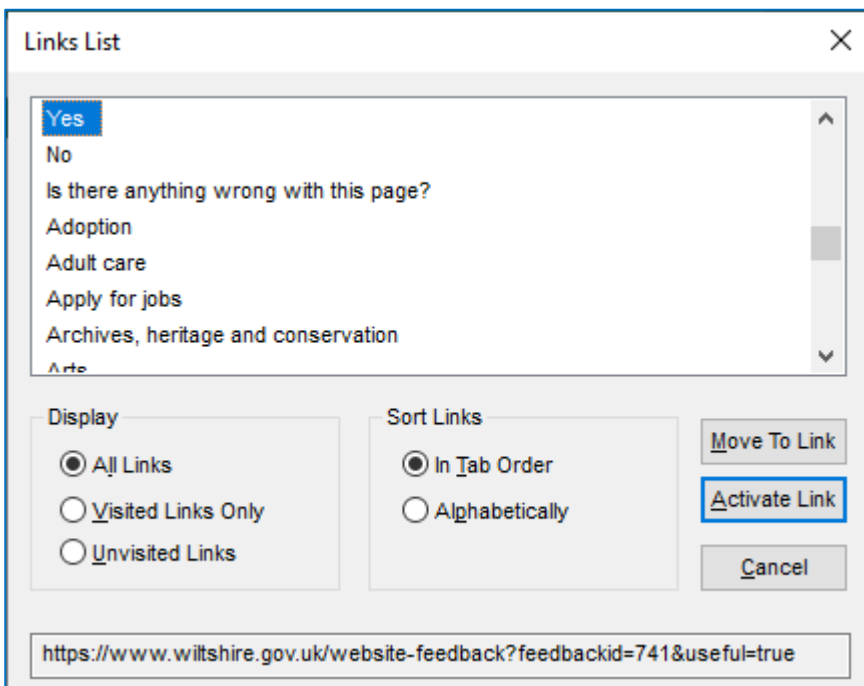 Links List
Yes
No
Is there anything wrong with this page?
Adoption
Adult care
Apply for jobs
Archives, heritage and conservation
Arts
Display
All Links
Visited Links Only
Unvisited Links
Sort Links
In Tab Order
Alphabetically
Move To Link
Activate Link
Cancel
https://www.wiltshire.gov.uk/website-feedback?feedbackid=741&useful=true